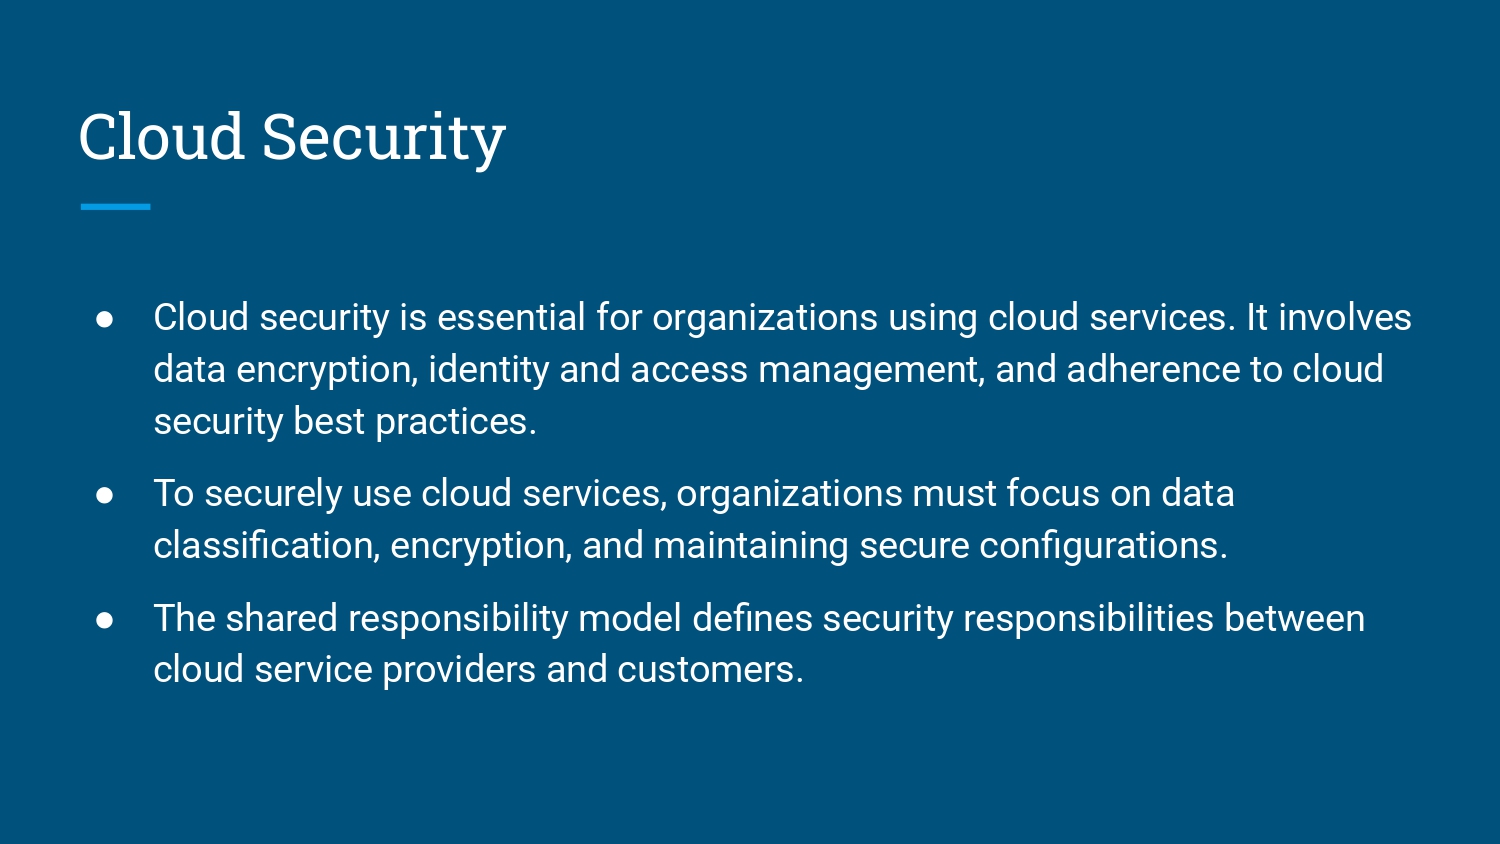 Cloud Security
● Cloud security is essential for organizations using cloud services. It involves
data encryption, identity and access management, and adherence to cloud
security best practices.
● To securely use cloud services, organizations must focus on data
classification, encryption, and maintaining secure configurations.
● The shared responsibility model defines security responsibilities between
cloud service providers and customers.